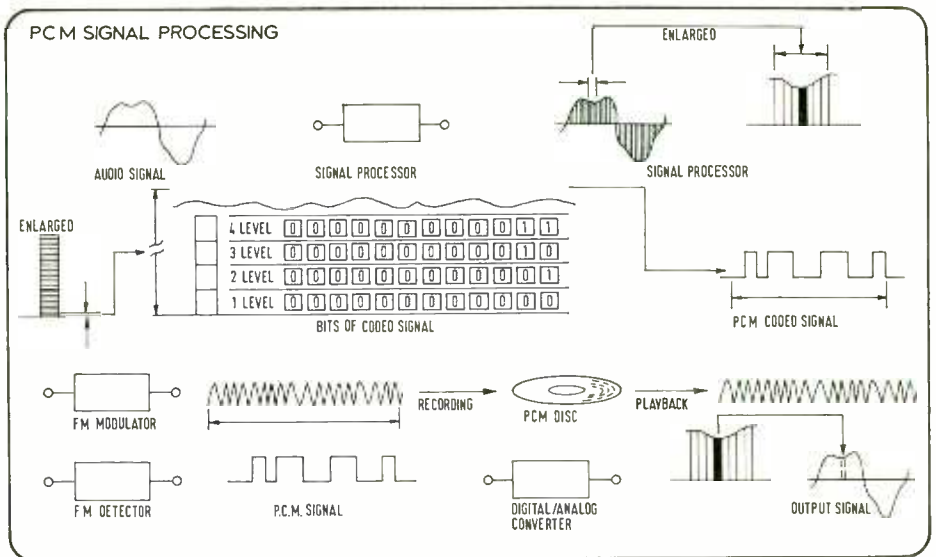 PCM SIGNAL PROCESSING
ENLARGED
AUDIO SIGNAL
SIGNAL PROCESSOR
SIGNAL PROCESSOR
ENLARGED
4 LEVEL 0 0 0 0 0 0 0 0 0 0 1 1
3 LEVEL 0 0 0 0 0 0 0 0 0 0 1 0
2 LEVEL 0 0 0 0 0 0 0 0 0 0 0 1
1 LEVEL 0 0 0 0 0 0 0 0 0 0 0 0
BITS OF CODED SIGNAL
PCM CODED SIGNAL
FM MODULATOR
RECORDING
PCM DISC
PLAYBACK
FM DETECTOR
P.C.M. SIGNAL
DIGITAL/ANALOG
CONVERTER
OUTPUT SIGNAL